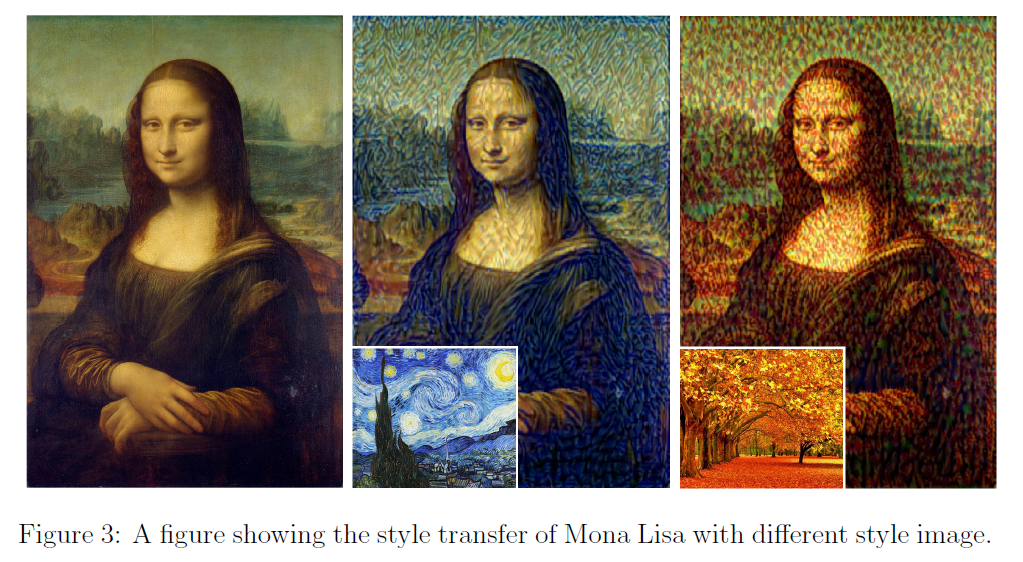 Figure 3: A figure showing the style transfer of Mona Lisa with different style image.